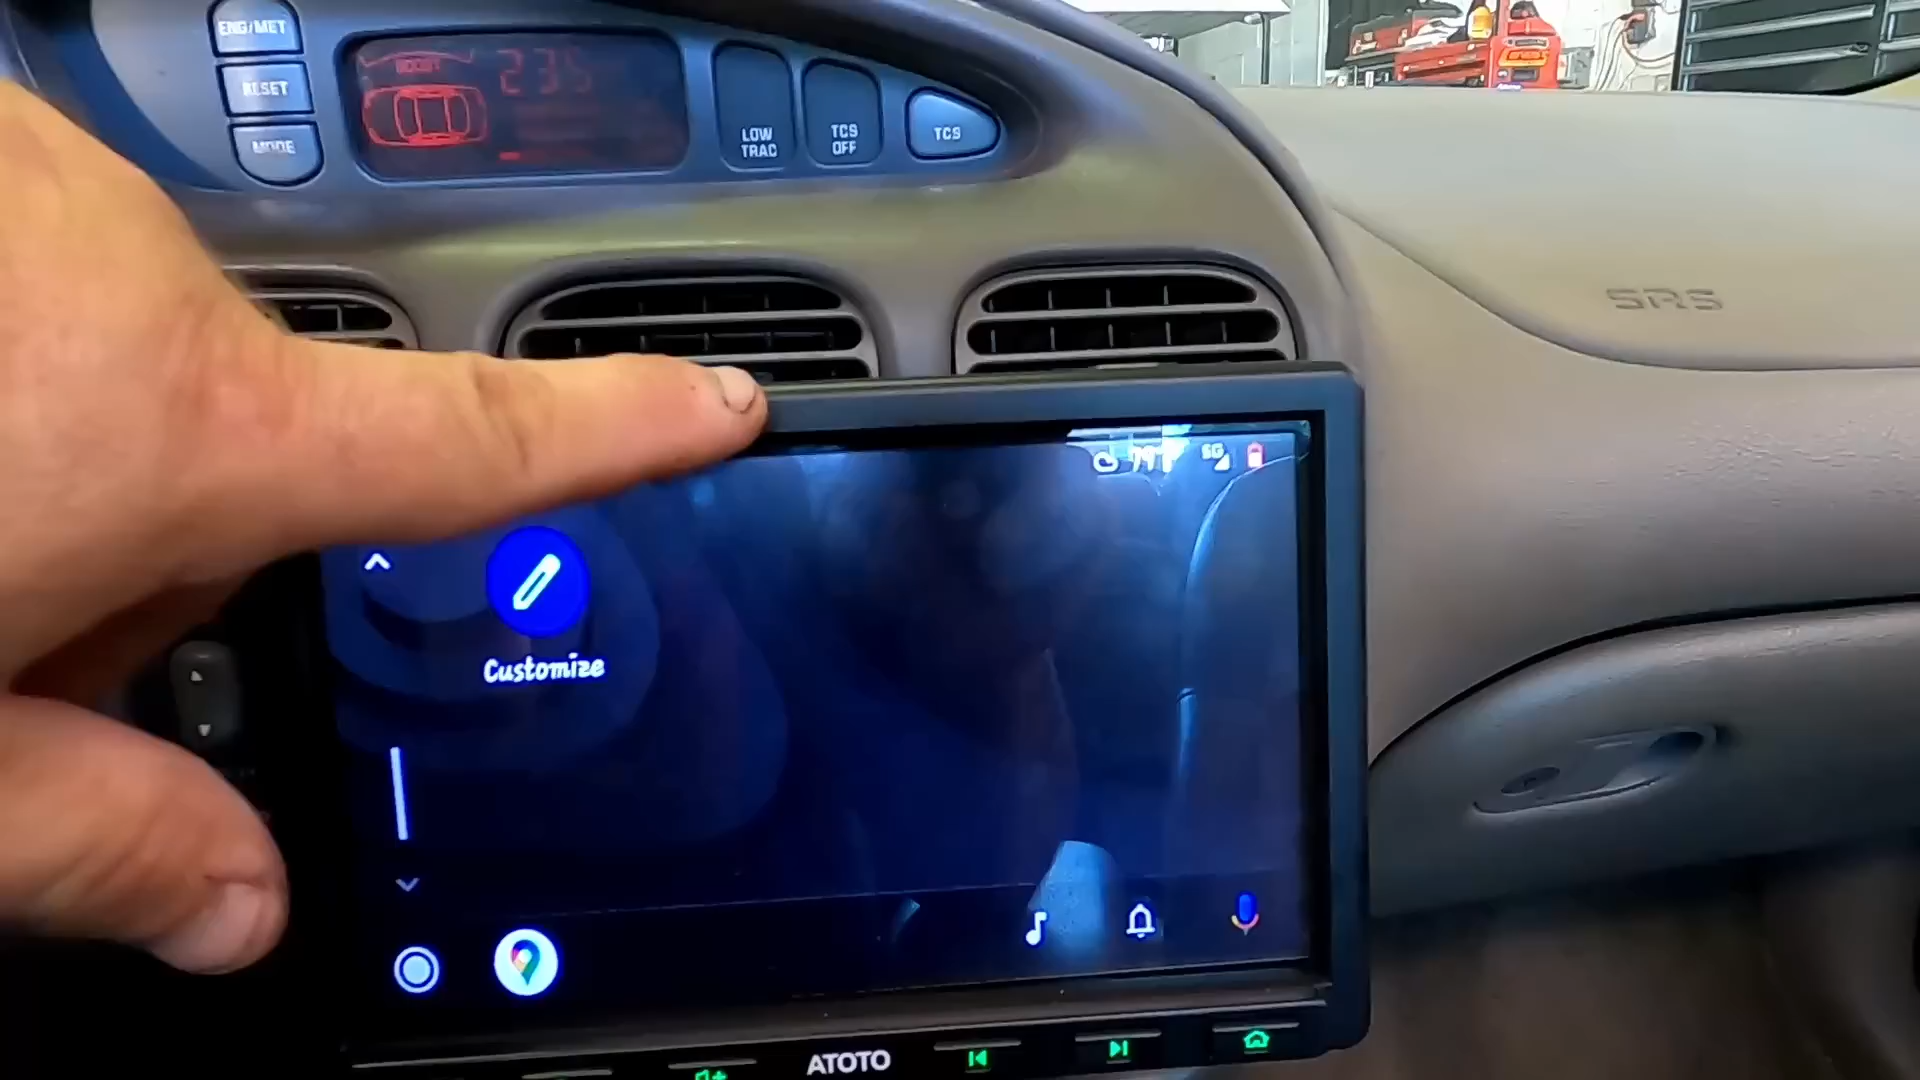 ENG/MET
RESET
MODE
235
LOW
TRAC
TCS
OFF
TCS
SRS
5G
Customize
ATOTO